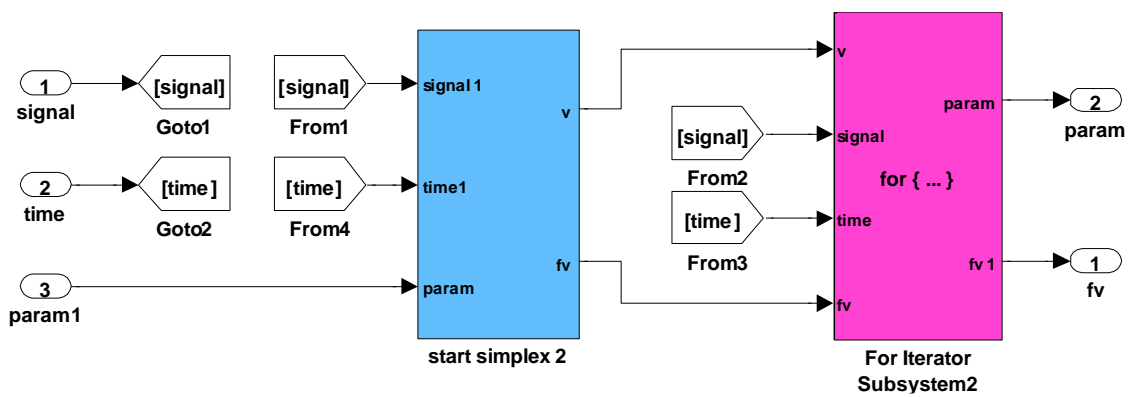 1
signal
[signal]
Goto1
[signal]
From1
2
time
[time]
Goto2
[time]
From4
3
param1
signal 1
time1
param
v
fv
start simplex 2
[signal]
From2
[time]
From3
v
signal
time
fv
for { ... }
param
fv 1
For Iterator
Subsystem2
2
param
1
fv